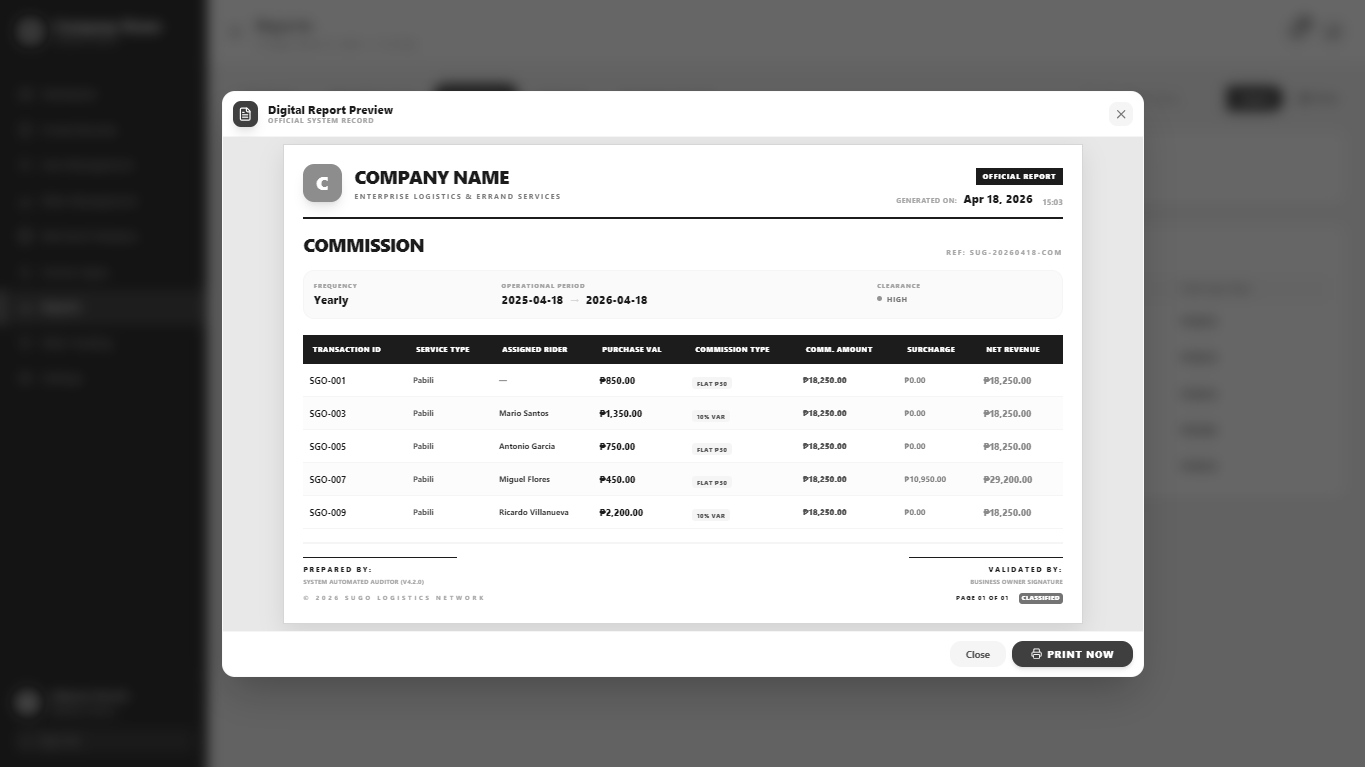 Digital Report Preview
OFFICIAL SYSTEM RECORD
C
COMPANY NAME
ENTERPRISE LOGISTICS & ERRAND SERVICES
OFFICIAL REPORT
GENERATED ON: Apr 18, 2026 15:03
COMMISSION
REF: SUG-20260418-COM
FREQUENCY OPERATIONAL PERIOD CLEARANCE
Yearly 2025-04-18 → 2026-04-18 HIGH
TRANSACTION ID SERVICE TYPE ASSIGNED RIDER PURCHASE VAL COMMISSION TYPE COMM. AMOUNT SURCHARGE NET REVENUE
SGO-001 Pabili — ₱850.00 FLAT ₱50 ₱18,250.00 ₱0.00 ₱18,250.00
SGO-003 Pabili Mario Santos ₱1,350.00 10% VAR ₱18,250.00 ₱0.00 ₱18,250.00
SGO-005 Pabili Antonio Garcia ₱750.00 FLAT ₱50 ₱18,250.00 ₱0.00 ₱18,250.00
SGO-007 Pabili Miguel Flores ₱450.00 FLAT ₱50 ₱18,250.00 ₱10,950.00 ₱29,200.00
SGO-009 Pabili Ricardo Villanueva ₱2,200.00 10% VAR ₱18,250.00 ₱0.00 ₱18,250.00
PREPARED BY: VALIDATED BY:
SYSTEM AUTOMATED AUDITOR (V4.2.0) BUSINESS OWNER SIGNATURE
© 2026 SUGO LOGISTICS NETWORK PAGE 01 OF 01 CLASSIFIED
Close PRINT NOW